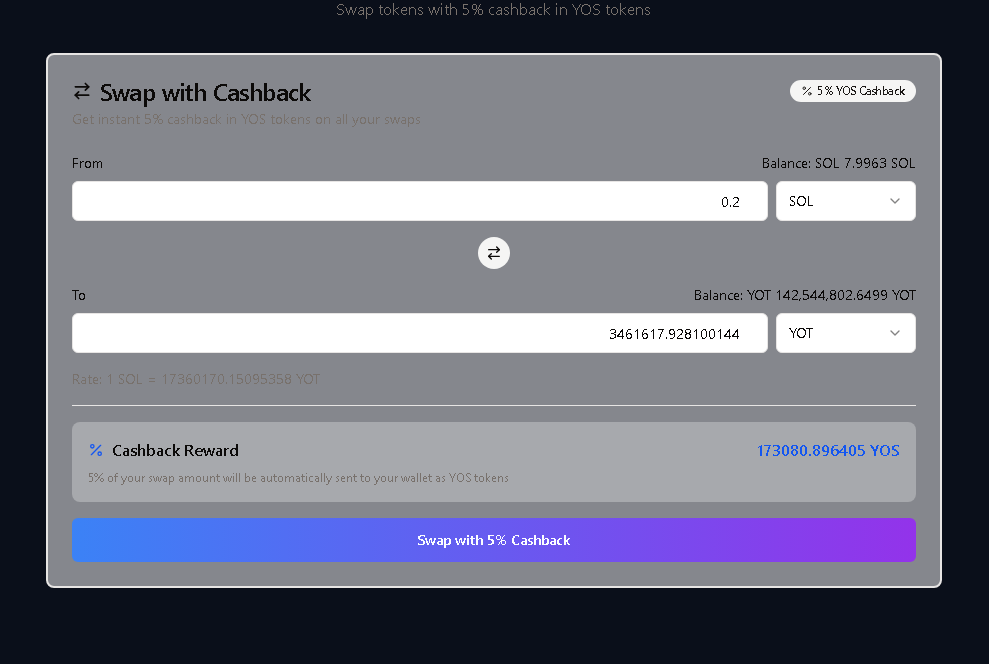 Swap tokens with 5% cashback in YOS tokens
Swap with Cashback
% 5% YOS Cashback
Get instant 5% cashback in YOS tokens on all your swaps
From
Balance: SOL 7.9963 SOL
0.2
SOL
To
Balance: YOT 142,544,802.6499 YOT
3461617.928100144
YOT
Rate: 1 SOL = 17360170.15095358 YOT
% Cashback Reward
173080.896405 YOS
5% of your swap amount will be automatically sent to your wallet as YOS tokens
Swap with 5% Cashback